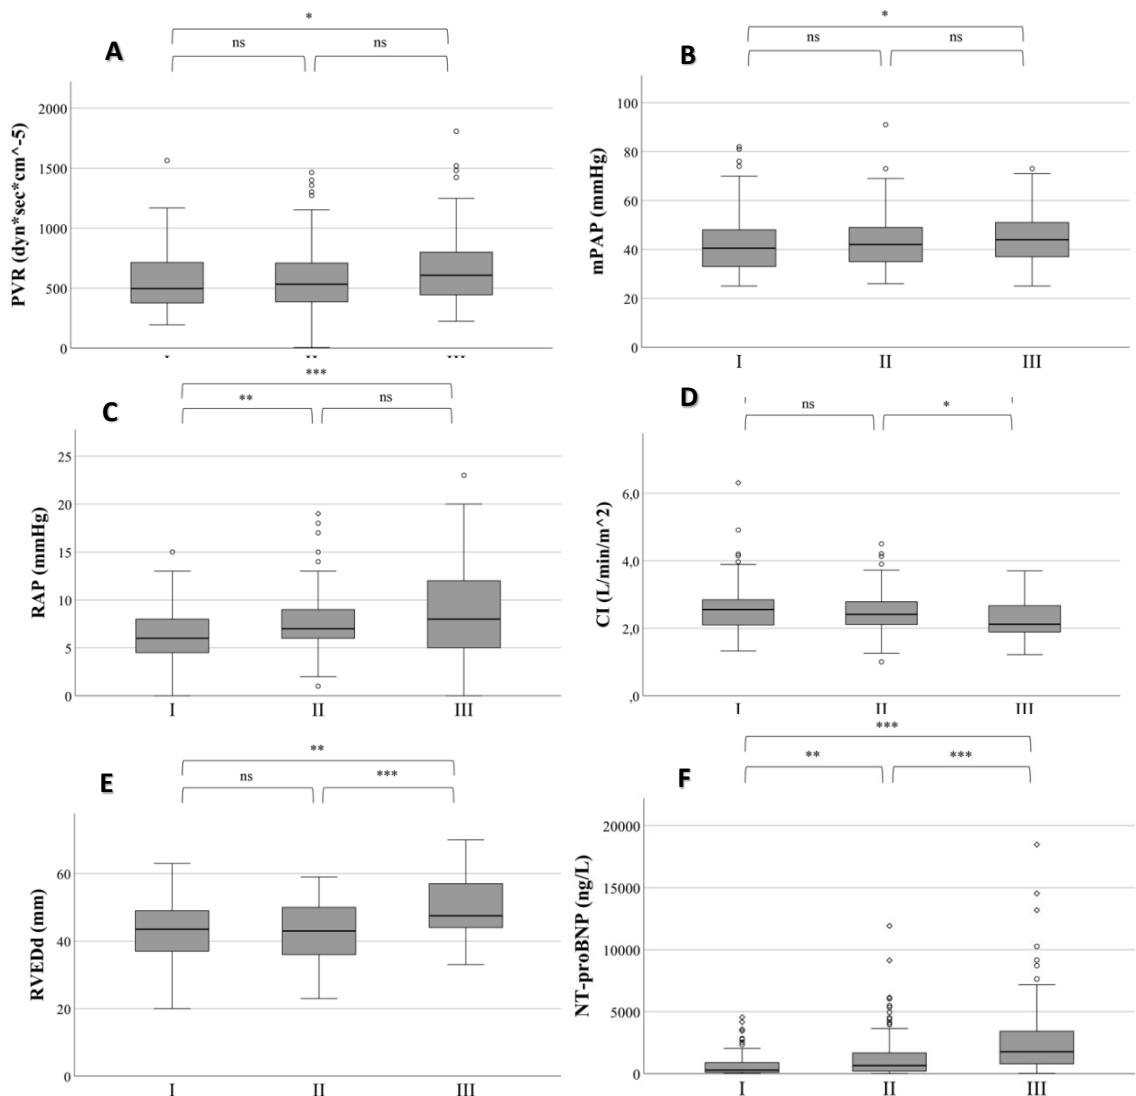 A
*
ns ns
PVR (dyn*sec*cm^-5)
2000
1500
1000
500
0
B
*
ns ns
mPAP (mmHg)
100
80
60
40
20
0
I II III
C
***
** ns
RAP (mmHg)
25
20
15
10
5
0
I II III
D
ns *
CI (L/min/m^2)
6,0
4,0
2,0
,0
I II III
E
**
ns ***
RVEDd (mm)
60
40
20
0
I II III
F
***
** ***
NT-proBNP (ng/L)
20000
15000
10000
5000
0
I II III